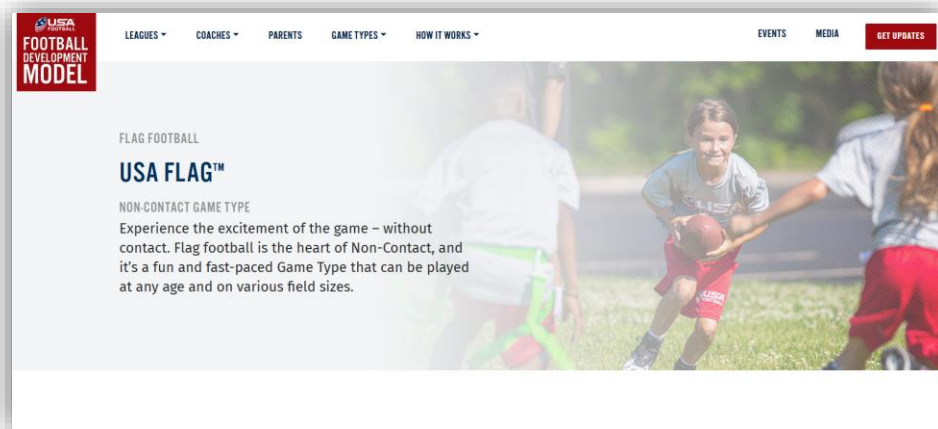 USA
FOOTBALL
FOOTBALL
DEVELOPMENT
MODEL
LEAGUES
COACHES
PARENTS
GAME TYPES
HOW IT WORKS
EVENTS
MEDIA
GET UPDATES
FLAG FOOTBALL
USA FLAG™
NON-CONTACT GAME TYPE
Experience the excitement of the game – without
contact. Flag football is the heart of Non-Contact, and
it's a fun and fast-paced Game Type that can be played
at any age and on various field sizes.
USA